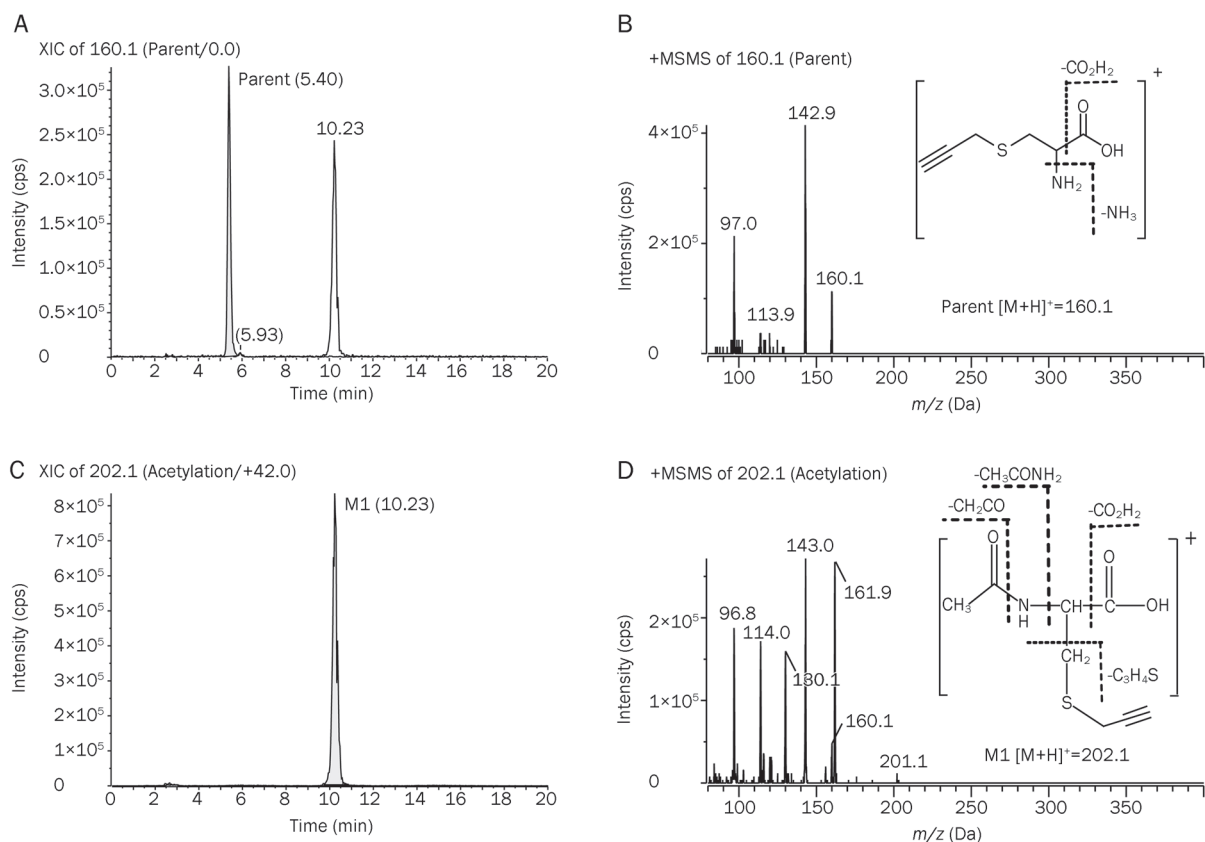 A
XIC of 160.1 (Parent/0.0)
Intensity (cps)
3.0×10⁵
2.5×10⁵
2.0×10⁵
1.5×10⁵
1.0×10⁵
0.5×10⁵
0
Parent (5.40)
10.23
(5.93)
0 2 4 6 8 10 12 14 16 18 20
Time (min)
B
+MSMS of 160.1 (Parent)
Intensity (cps)
4×10⁵
2×10⁵
0
142.9
97.0
113.9
160.1
-CO₂H₂
+
O
OH
S
NH₂
-NH₃
Parent [M+H]⁺=160.1
100 150 200 250 300 350
m/z (Da)
C
XIC of 202.1 (Acetylation/+42.0)
Intensity (cps)
8×10⁵
7×10⁵
6×10⁵
5×10⁵
4×10⁵
3×10⁵
2×10⁵
1×10⁵
0
M1 (10.23)
0 2 4 6 8 10 12 14 16 18 20
Time (min)
D
+MSMS of 202.1 (Acetylation)
Intensity (cps)
2×10⁵
1×10⁵
0
143.0
161.9
96.8
114.0
130.1
160.1
201.1
-CH₃CONH₂
-CH₂CO
-CO₂H₂
+
O
O
CH₃
N
H
CH
C
OH
CH₂
-C₃H₄S
S
M1 [M+H]⁺=202.1
100 150 200 250 300 350
m/z (Da)